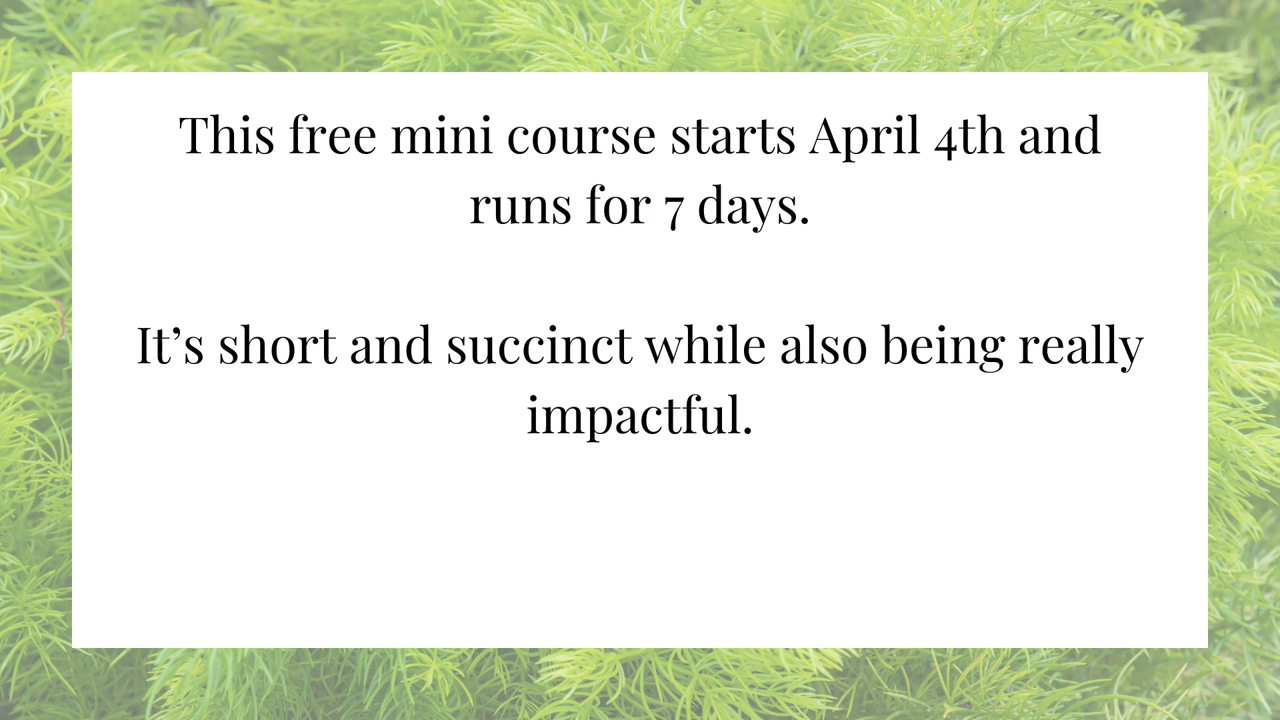 This free mini course starts April 4th and
runs for 7 days.
It’s short and succinct while also being really
impactful.